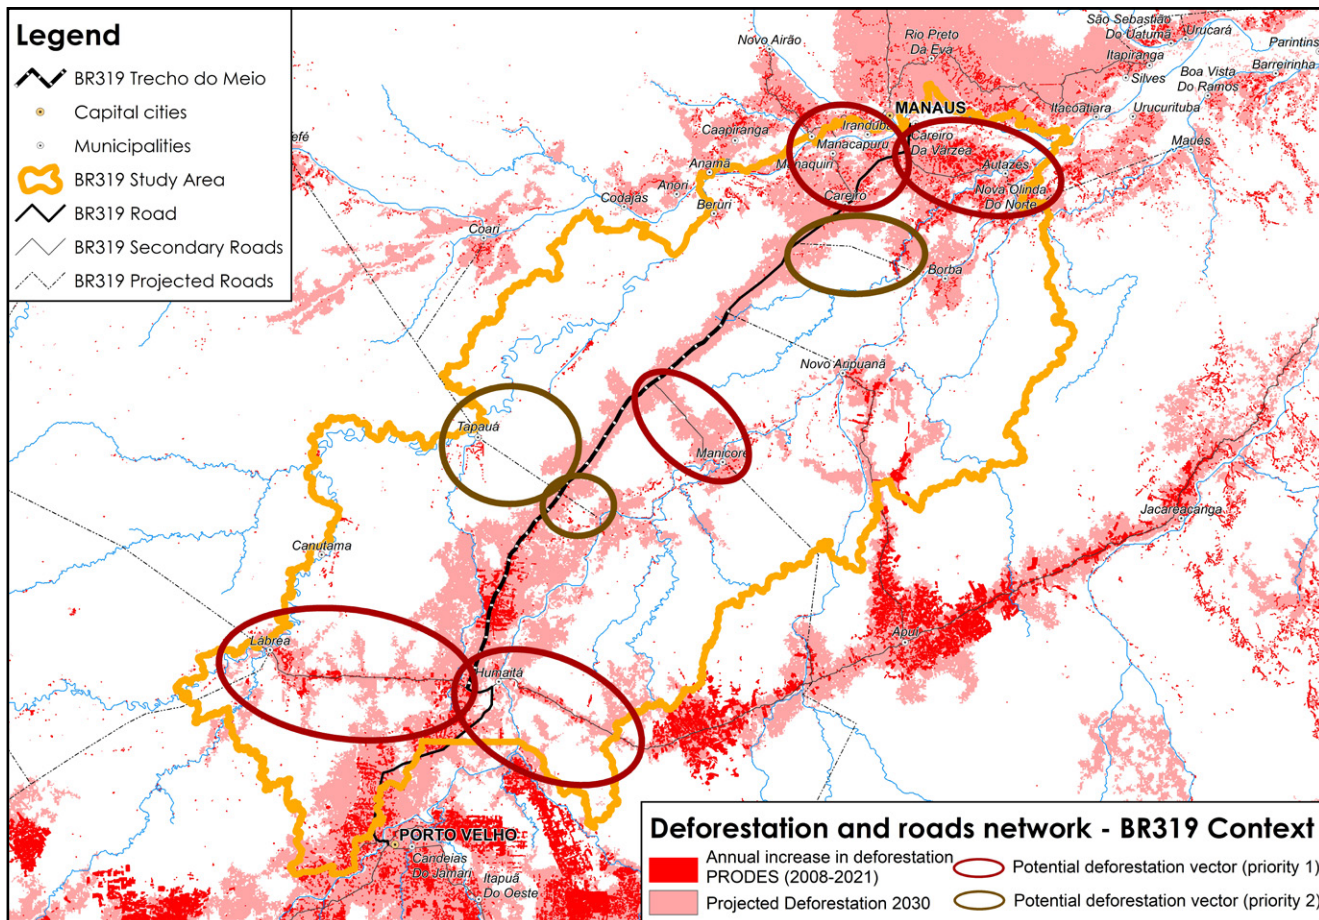 Legend
BR319 Trecho do Meio
Capital cities
Municipalities
BR319 Study Area
BR319 Road
BR319 Secondary Roads
BR319 Projected Roads
São Sebastião
Do Uatumã
Urucará
Parintins
Novo Airão
Rio Preto
Da Eva
Itapiranga
Silves
Boa Vista
Do Ramos
Barreirinha
MANAUS
Itacoatiara
Urucurituba
Iranduba
Caapiranga
Manacapuru
Careiro
Da Várzea
Maués
Anamã
Manaquiri
Autazes
Anori
Careiro
Nova Olinda
Do Norte
Codajás
Beruri
Coari
Borba
Novo Aripuanã
Tapauá
Manicoré
Jacareacanga
Canutama
Apuí
Lábrea
Humaitá
PORTO VELHO
Candeias
Do Jamari
Itapuã
Do Oeste
Deforestation and roads network - BR319 Context
Annual increase in deforestation
PRODES (2008-2021)
Potential deforestation vector (priority 1)
Projected Deforestation 2030
Potential deforestation vector (priority 2)